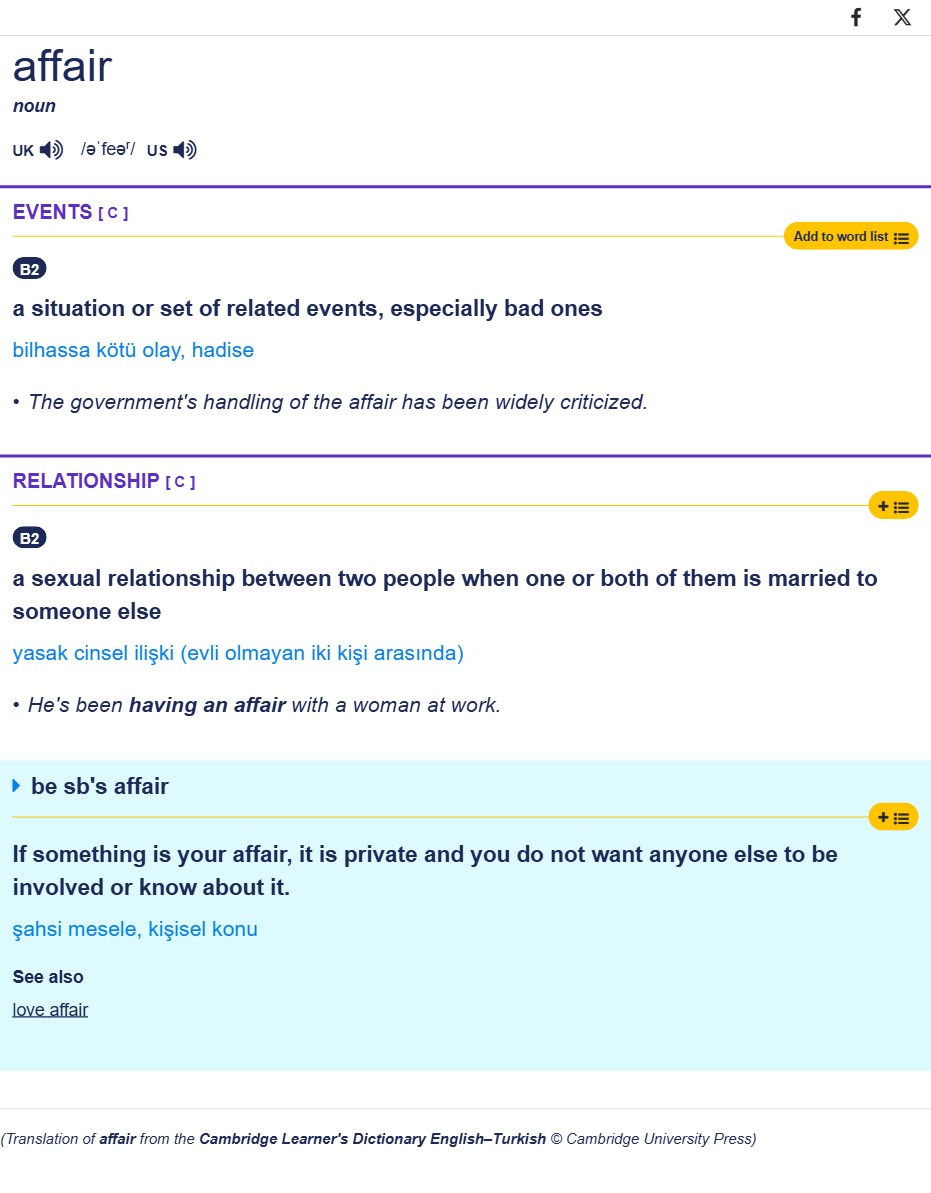 affair
noun
UK /əˈfeəʳ/ US
EVENTS [ C ]
Add to word list
B2
a situation or set of related events, especially bad ones
bilhassa kötü olay, hadise
• The government's handling of the affair has been widely criticized.
RELATIONSHIP [ C ]
+
B2
a sexual relationship between two people when one or both of them is married to
someone else
yasak cinsel ilişki (evli olmayan iki kişi arasında)
• He's been having an affair with a woman at work.
be sb's affair
+
If something is your affair, it is private and you do not want anyone else to be
involved or know about it.
şahsi mesele, kişisel konu
See also
love affair
(Translation of affair from the Cambridge Learner's Dictionary English–Turkish © Cambridge University Press)